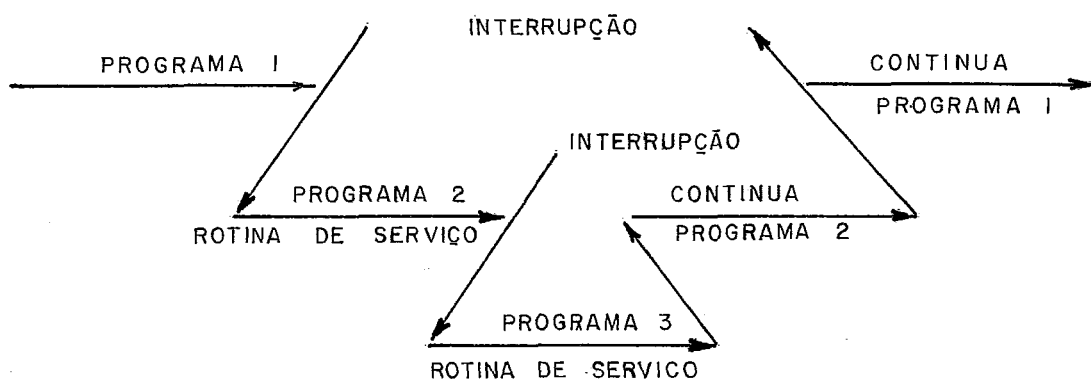 INTERRUPÇÃO
PROGRAMA 1
CONTINUA
PROGRAMA 1
INTERRUPÇÃO
PROGRAMA 2
ROTINA DE SERVIÇO
CONTINUA
PROGRAMA 2
PROGRAMA 3
ROTINA DE SERVICO